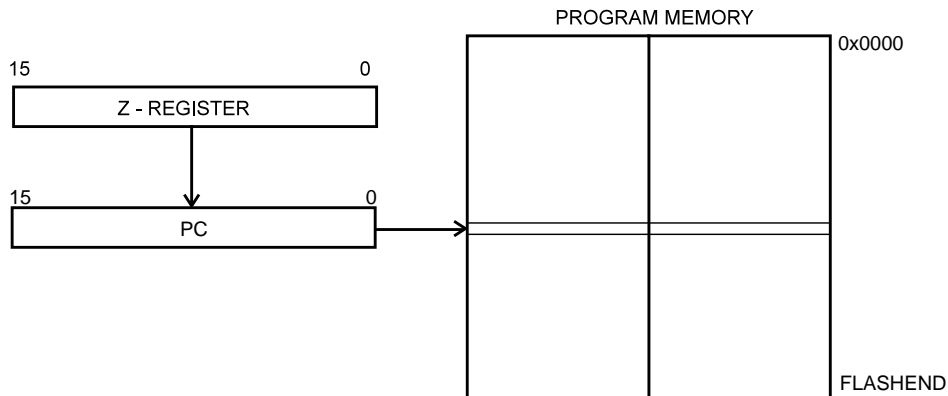 PROGRAM MEMORY
0x0000
15 0
Z - REGISTER
15 0
PC
FLASHEND